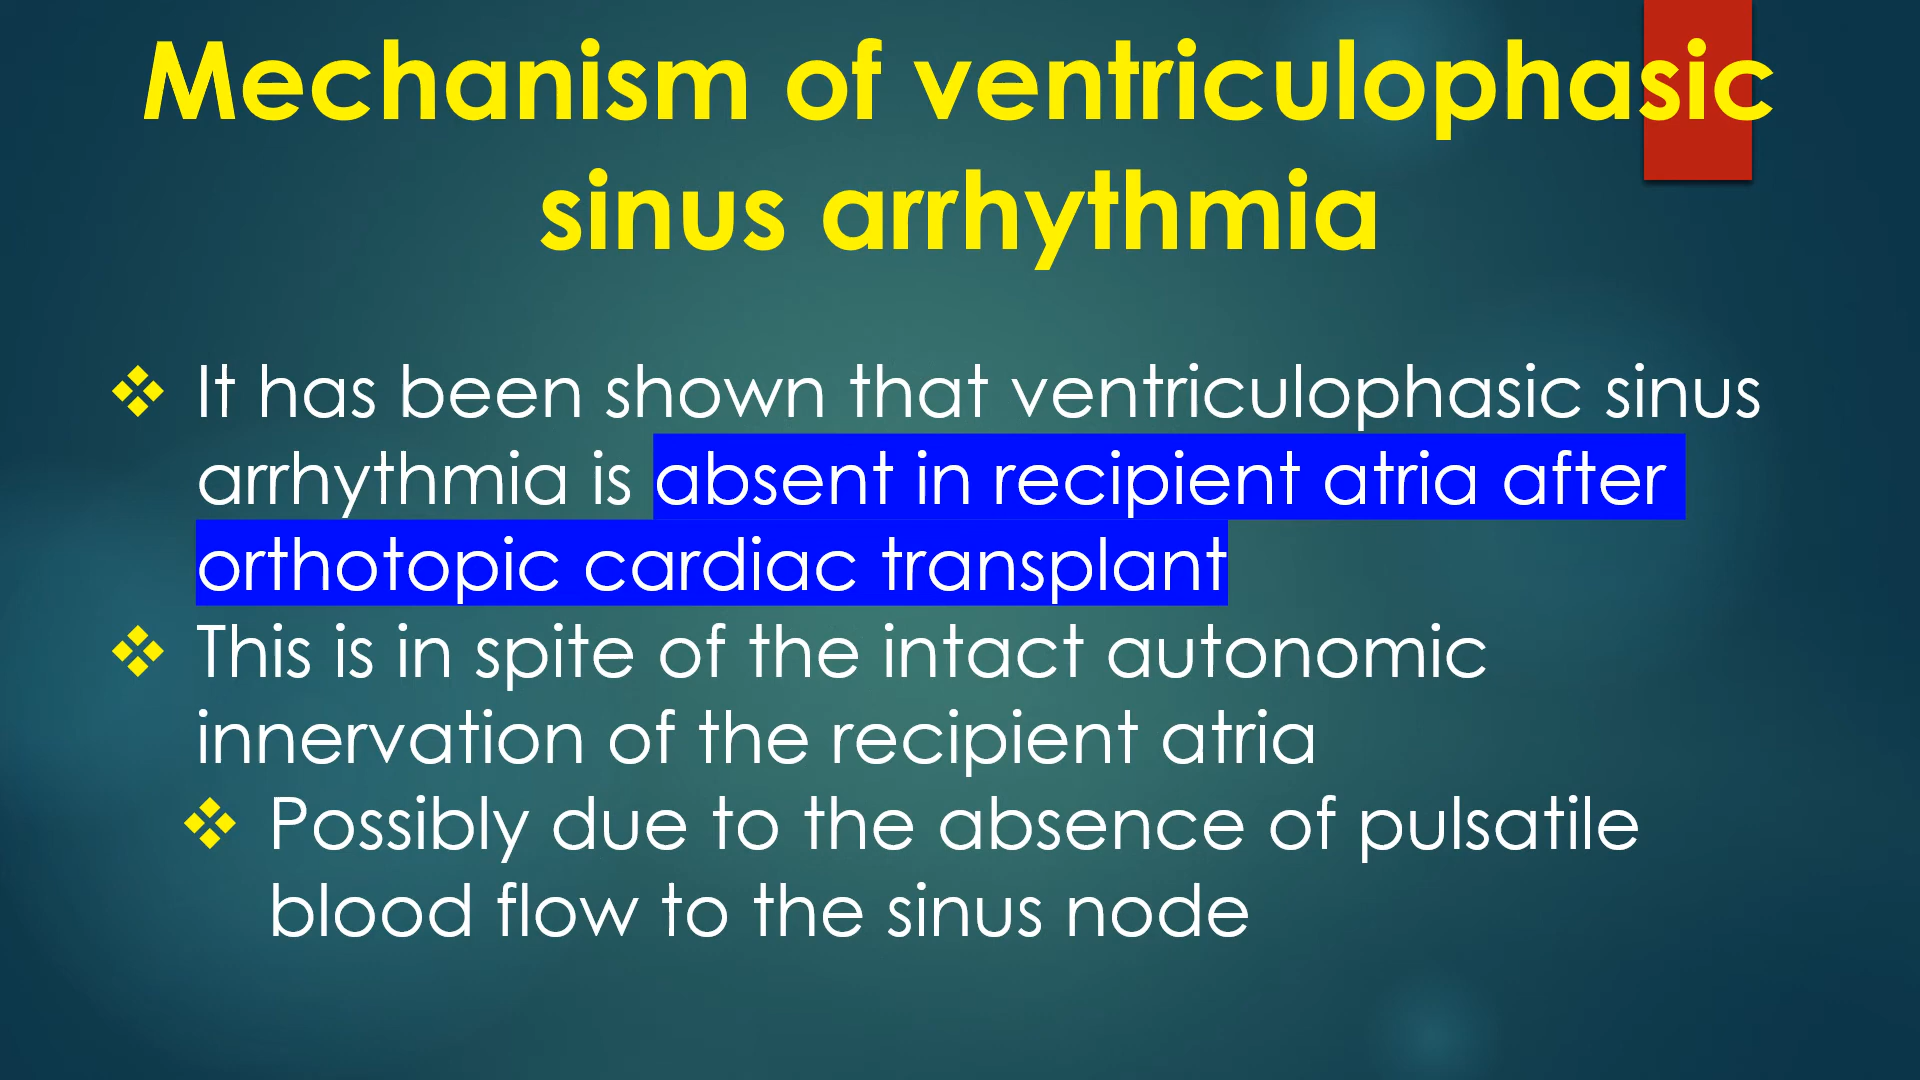 Mechanism of ventriculophasic
sinus arrhythmia
It has been shown that ventriculophasic sinus
arrhythmia is absent in recipient atria after
orthotopic cardiac transplant
This is in spite of the intact autonomic
innervation of the recipient atria
Possibly due to the absence of pulsatile
blood flow to the sinus node